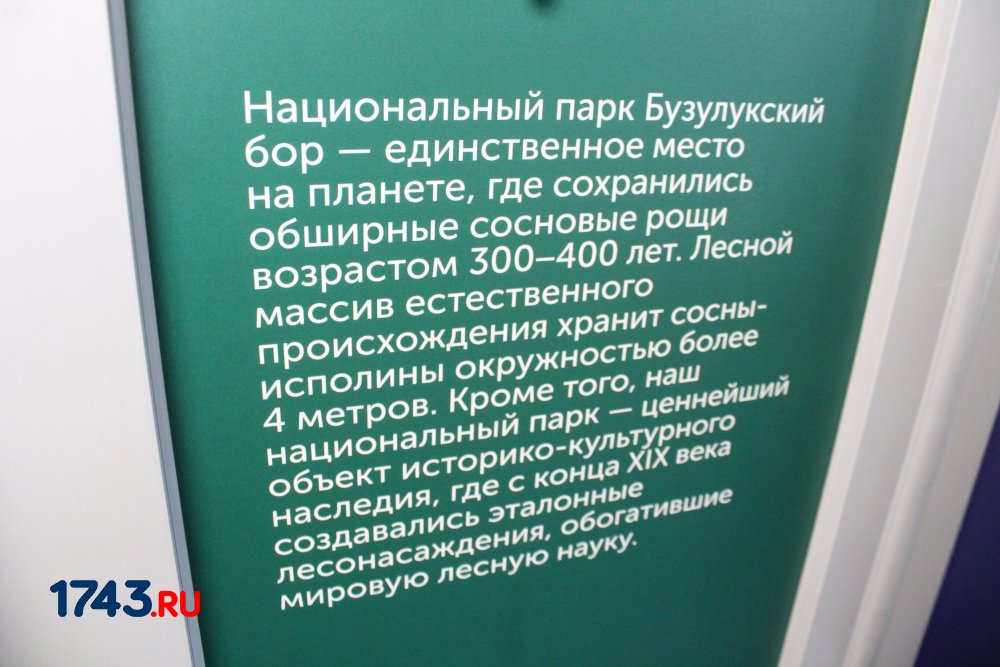 Национальный парк Бузулукский
бор — единственное место
на планете, где сохранились
обширные сосновые рощи
возрастом 300–400 лет. Лесной
массив естественного
происхождения хранит сосны-
исполины окружностью более
4 метров. Кроме того, наш
национальный парк — ценнейший
объект историко-культурного
наследия, где с конца XIX века
создавались эталонные
лесонасаждения, обогатившие
мировую лесную науку.
1743.RU